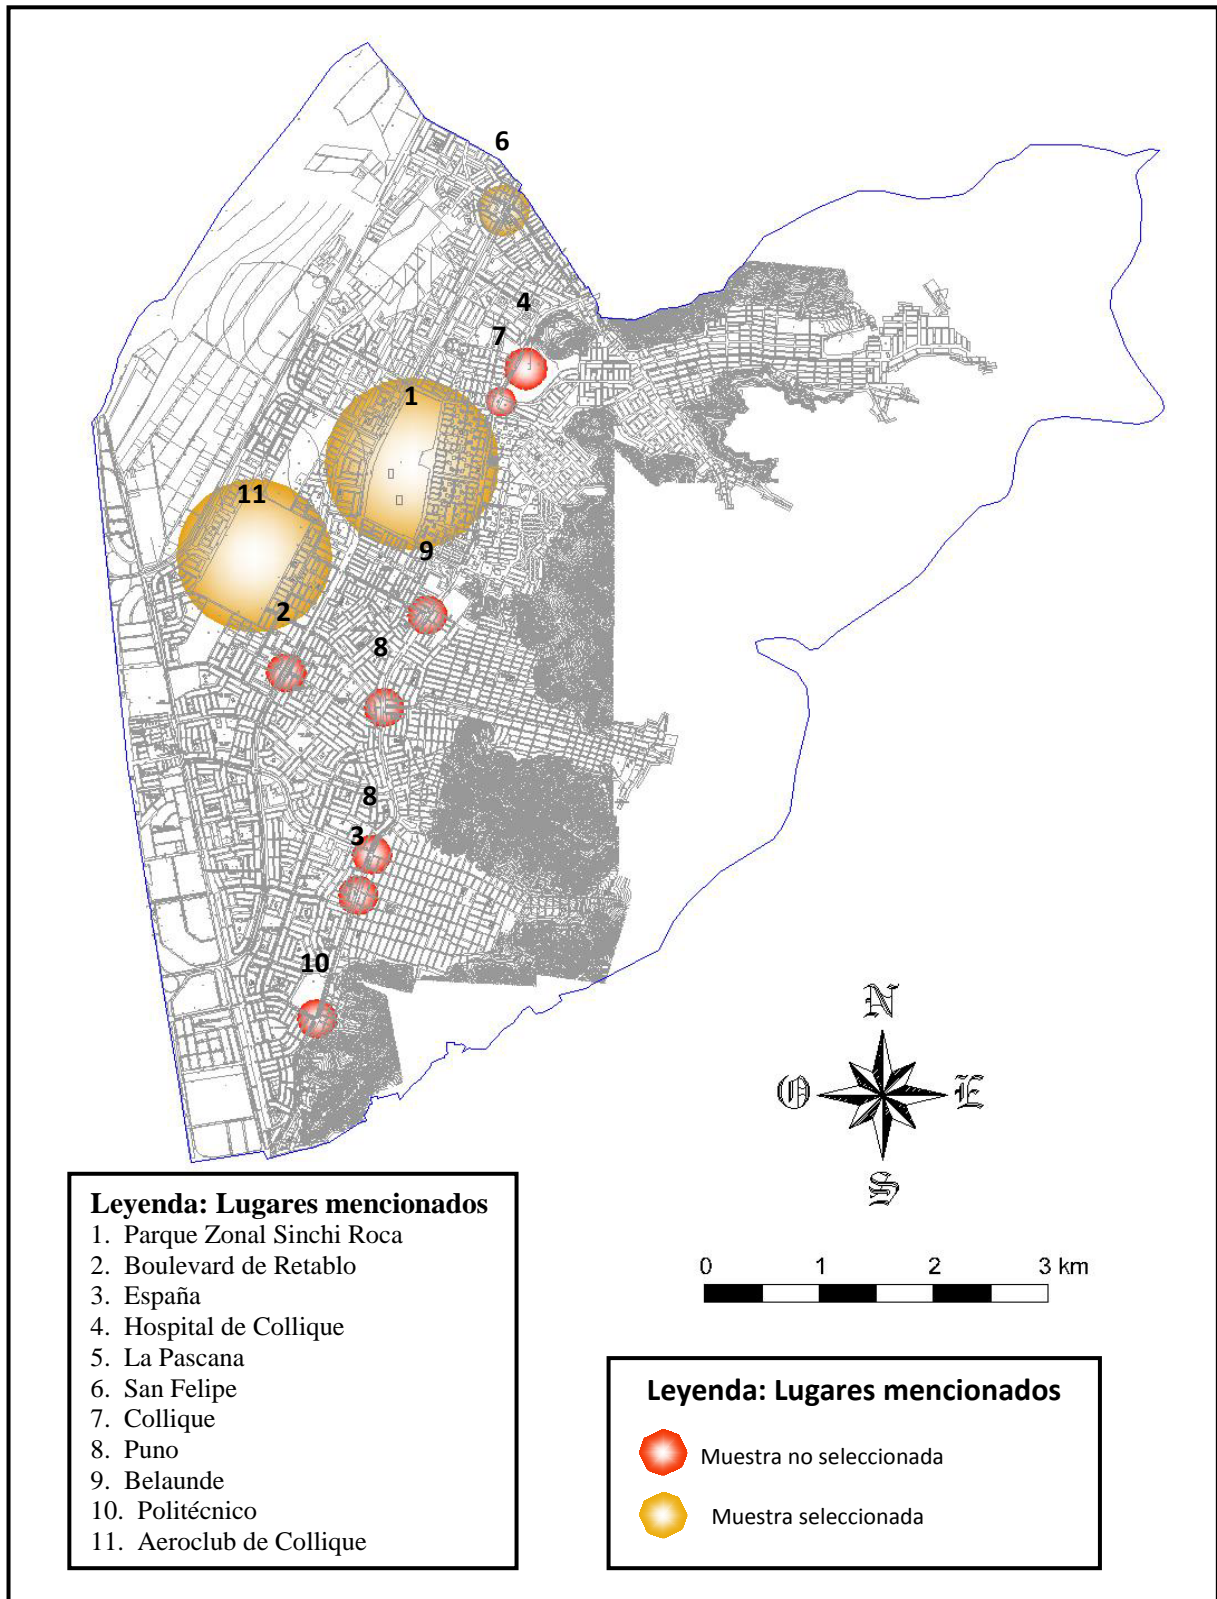 6
4
7
1
11
9
2
8
8
3
10
N
O
E
S
Leyenda: Lugares mencionados
1. Parque Zonal Sinchi Roca
2. Boulevard de Retablo
3. España
4. Hospital de Collique
5. La Pascana
6. San Felipe
7. Collique
8. Puno
9. Belaunde
10. Politécnico
11. Aeroclub de Collique
0 1 2 3 km
Leyenda: Lugares mencionados
Muestra no seleccionada
Muestra seleccionada